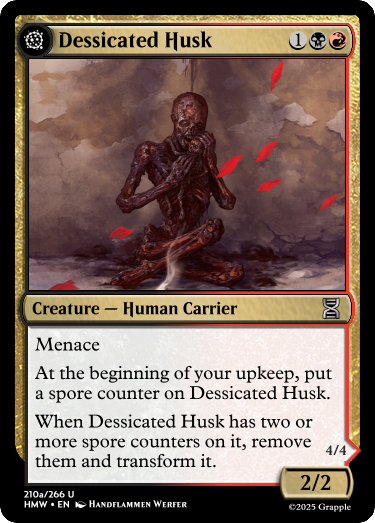 Dessicated Husk 1
Creature — Human Carrier
Menace
At the beginning of your upkeep, put
a spore counter on Dessicated Husk.
When Dessicated Husk has two or
more spore counters on it, remove
them and transform it.
4/4
2/2
210a/266 U
HMW • EN Handflammen Werfer
©2025 Grapple